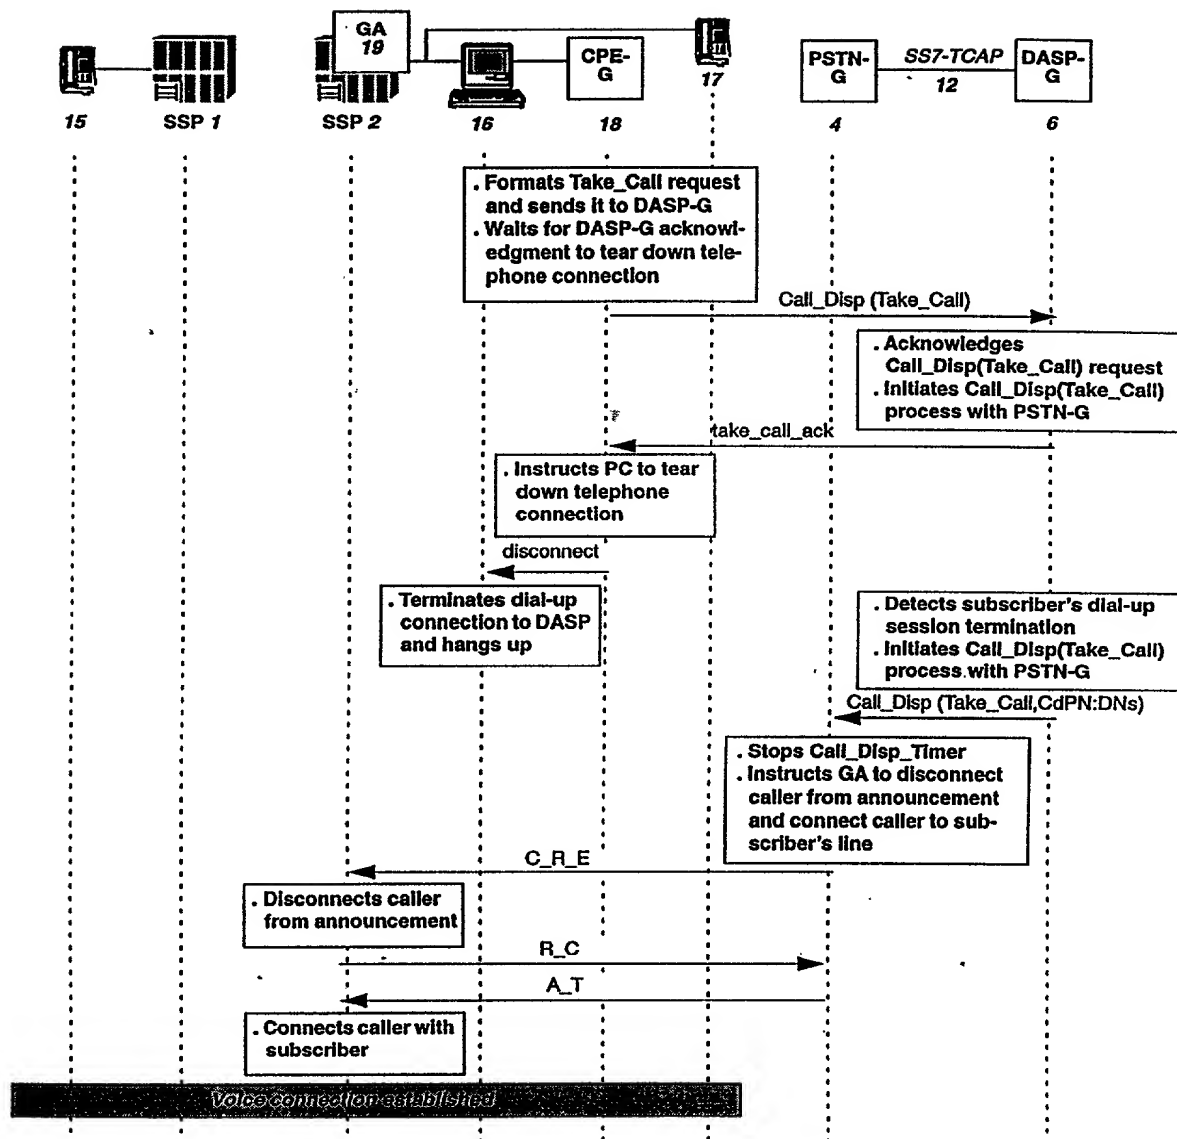 GA
19
CPE-
G
17
PSTN-
G
SS7-TCAP
12
DASP-
G
15
SSP 1
SSP 2
16
18
4
6
. Formats Take_Call request
and sends it to DASP-G
. Waits for DASP-G acknowl-
edgment to tear down tele-
phone connection
Call_Disp (Take_Call)
. Acknowledges
Call_Disp(Take_Call) request
. Initiates Call_Disp(Take_Call)
process with PSTN-G
take_call_ack
. Instructs PC to tear
down telephone
connection
disconnect
. Terminates dial-up
connection to DASP
and hangs up
. Detects subscriber's dial-up
session termination
. Initiates Call_Disp(Take_Call)
process with PSTN-G
Call_Disp (Take_Call,CdPN:DNs)
. Stops Call_Disp_Timer
. Instructs GA to disconnect
caller from announcement
and connect caller to sub-
scriber's line
C_R_E
. Disconnects caller
from announcement
R_C
A_T
. Connects caller with
subscriber
Voice connection established